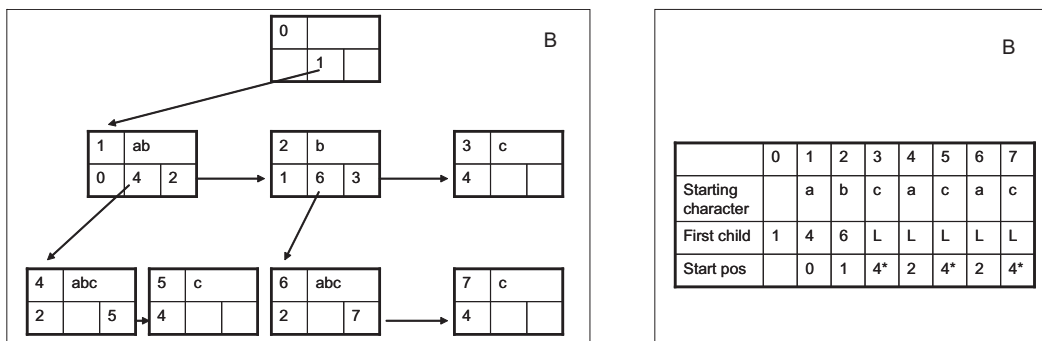 B
0
1
1 ab
0 4 2
2 b
1 6 3
3 c
4
4 abc
2 5
5 c
4
6 abc
2 7
7 c
4
B
0 1 2 3 4 5 6 7
Starting
character
a b c a c a c
First child 1 4 6 L L L L L
Start pos 0 1 4* 2 4* 2 4*